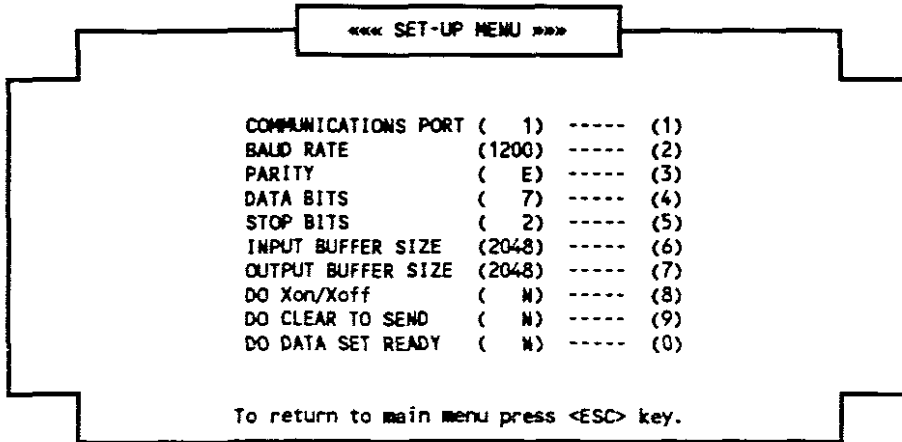 ««« SET-UP MENU »»»
COMMUNICATIONS PORT (   1) ----- (1)
BAUD RATE           (1200) ----- (2)
PARITY              (   E) ----- (3)
DATA BITS           (   7) ----- (4)
STOP BITS           (   2) ----- (5)
INPUT BUFFER SIZE   (2048) ----- (6)
OUTPUT BUFFER SIZE  (2048) ----- (7)
DO Xon/Xoff         (   N) ----- (8)
DO CLEAR TO SEND    (   N) ----- (9)
DO DATA SET READY   (   N) ----- (0)
To return to main menu press <ESC> key.